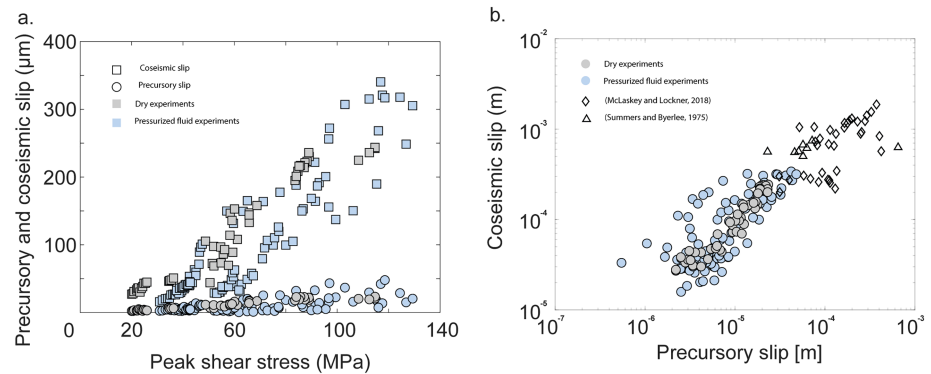 a.
Precursory and coseismic slip (μm)
400
300
200
100
0
20
60
100
140
Peak shear stress (MPa)
Coseismic slip
Precursory slip
Dry experiments
Pressurized fluid experiments
b.
Coseismic slip (m)
10-2
10-3
10-4
10-5
10-7
10-6
10-5
10-4
10-3
Precursory slip [m]
Dry experiments
Pressurized fluid experiments
(McLaskey and Lockner, 2018)
(Summers and Byerlee, 1975)